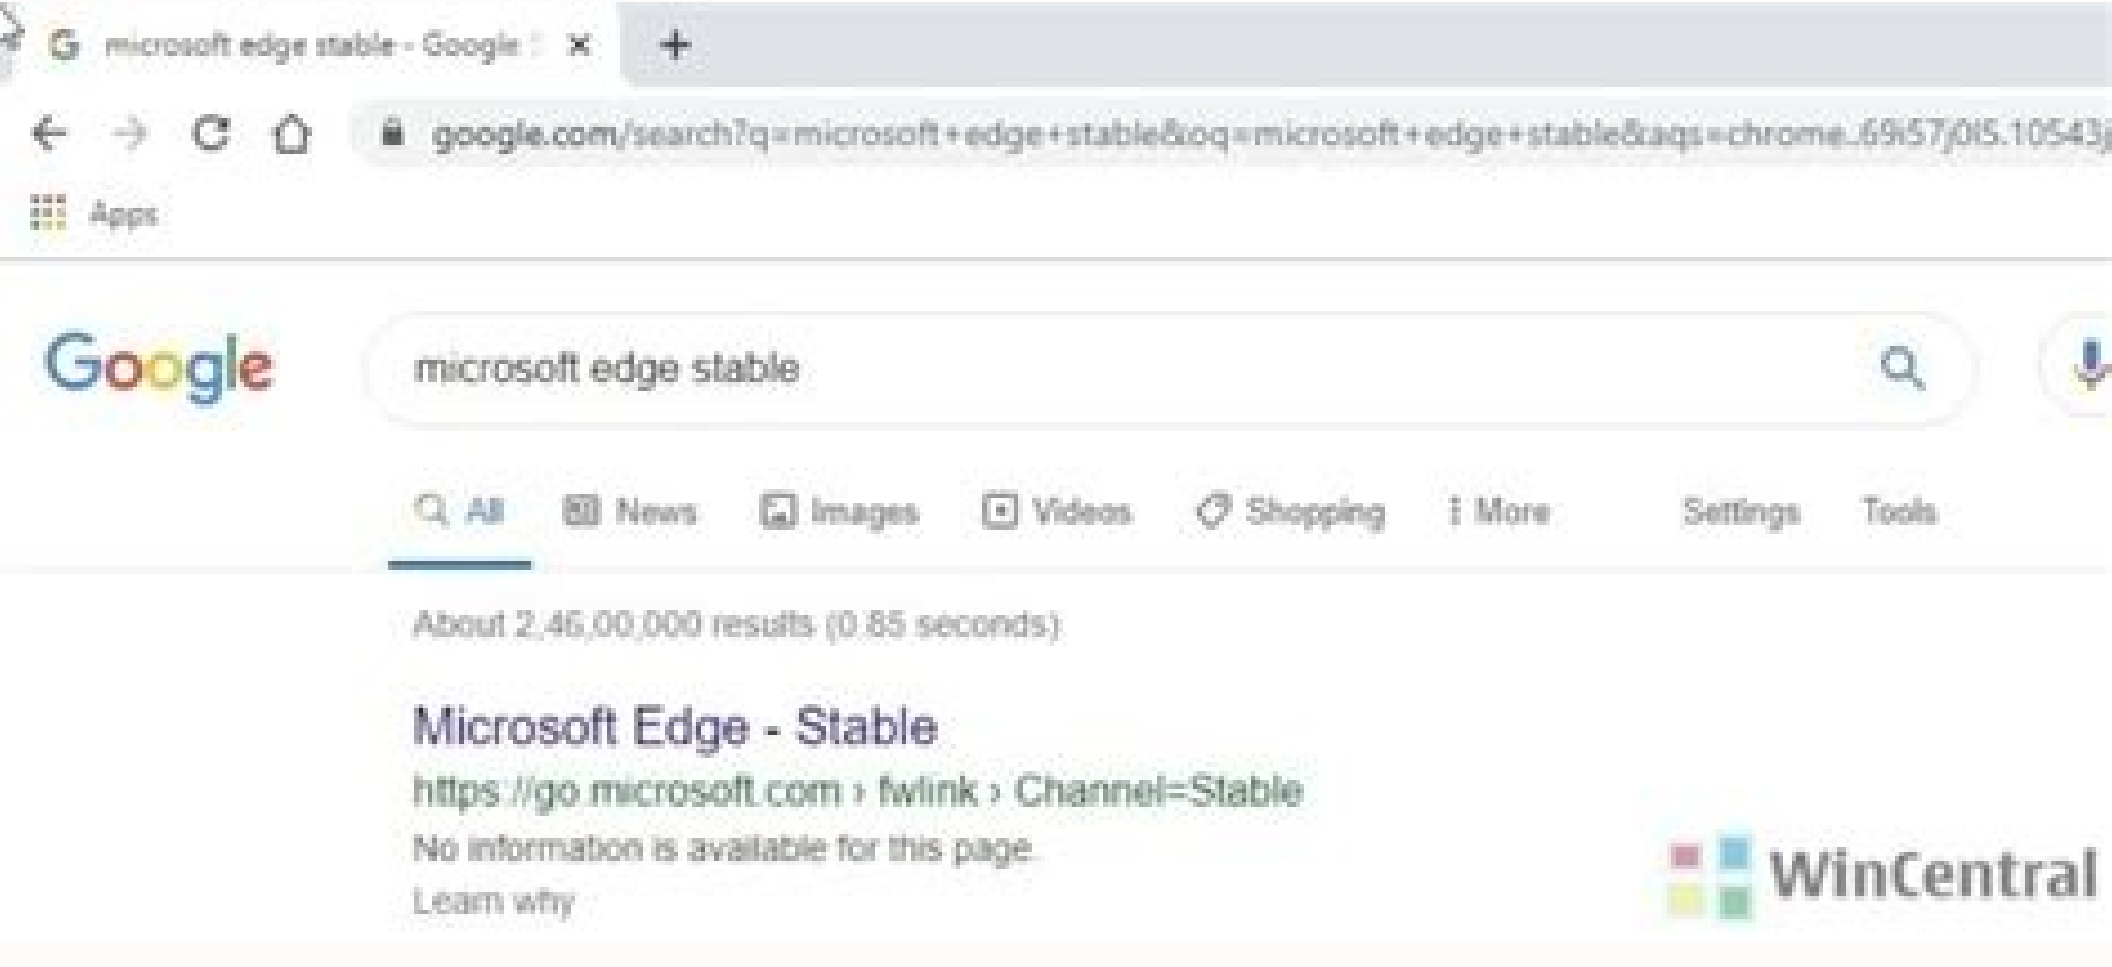 microsoft edge stable - Google
google.com/search?q=microsoft+edge+stable&oq=microsoft+edge+stable&aqs=chrome..69i57j0l5.10543j
Apps
Google
microsoft edge stable
All News Images Videos Shopping More Settings Tools
About 2,46,00,000 results (0.85 seconds)
Microsoft Edge - Stable
https://go.microsoft.com › fwlink › Channel=Stable
No information is available for this page.
Learn why
WinCentral